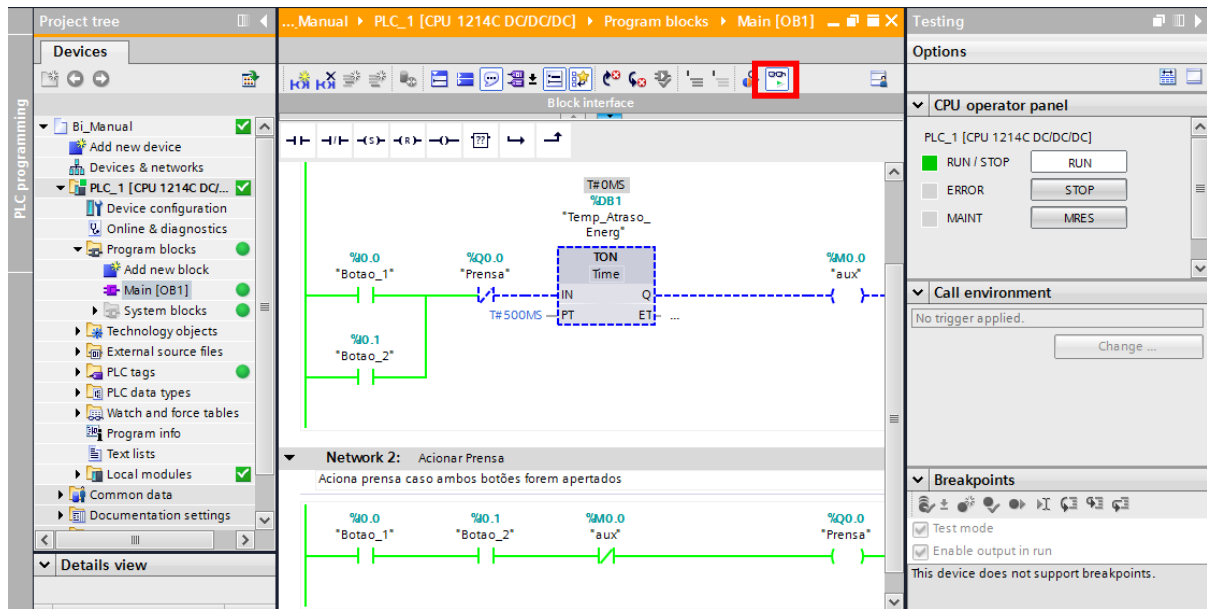 Project tree
Devices
PLC programming
Bi_Manual
Add new device
Devices & networks
PLC_1 [CPU 1214C DC/...
Device configuration
Online & diagnostics
Program blocks
Add new block
Main [OB1]
System blocks
Technology objects
External source files
PLC tags
PLC data types
Watch and force tables
Program info
Text lists
Local modules
Common data
Documentation settings
Details view
...Manual PLC_1 [CPU 1214C DC/DC/DC] Program blocks Main [OB1]
Block interface
??
T#0MS
%DB1
"Temp_Atraso_
Energ"
%I0.0 %Q0.0 TON %M0.0
"Botao_1" "Prensa" Time "aux"
IN Q
T#500MS PT ET ...
%I0.1
"Botao_2"
Network 2: Acionar Prensa
Aciona prensa caso ambos botões forem apertados
%I0.0 %I0.1 %M0.0 %Q0.0
"Botao_1" "Botao_2" "aux" "Prensa"
Testing
Options
CPU operator panel
PLC_1 [CPU 1214C DC/DC/DC]
RUN / STOP RUN
ERROR STOP
MAINT MRES
Call environment
No trigger applied.
Change ...
Breakpoints
Test mode
Enable output in run
This device does not support breakpoints.